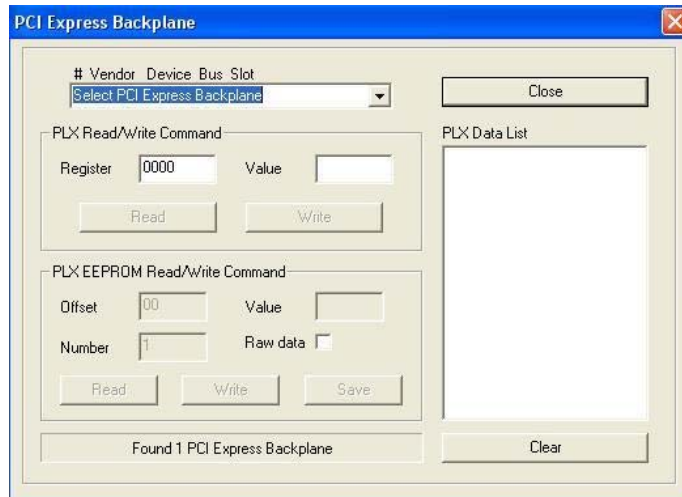 PCI Express Backplane
# Vendor Device Bus Slot
Select PCI Express Backplane
Close
PLX Read/Write Command
Register 0000 Value
Read Write
PLX Data List
PLX EEPROM Read/Write Command
Offset 00 Value
Number 1 Raw data
Read Write Save
Found 1 PCI Express Backplane
Clear